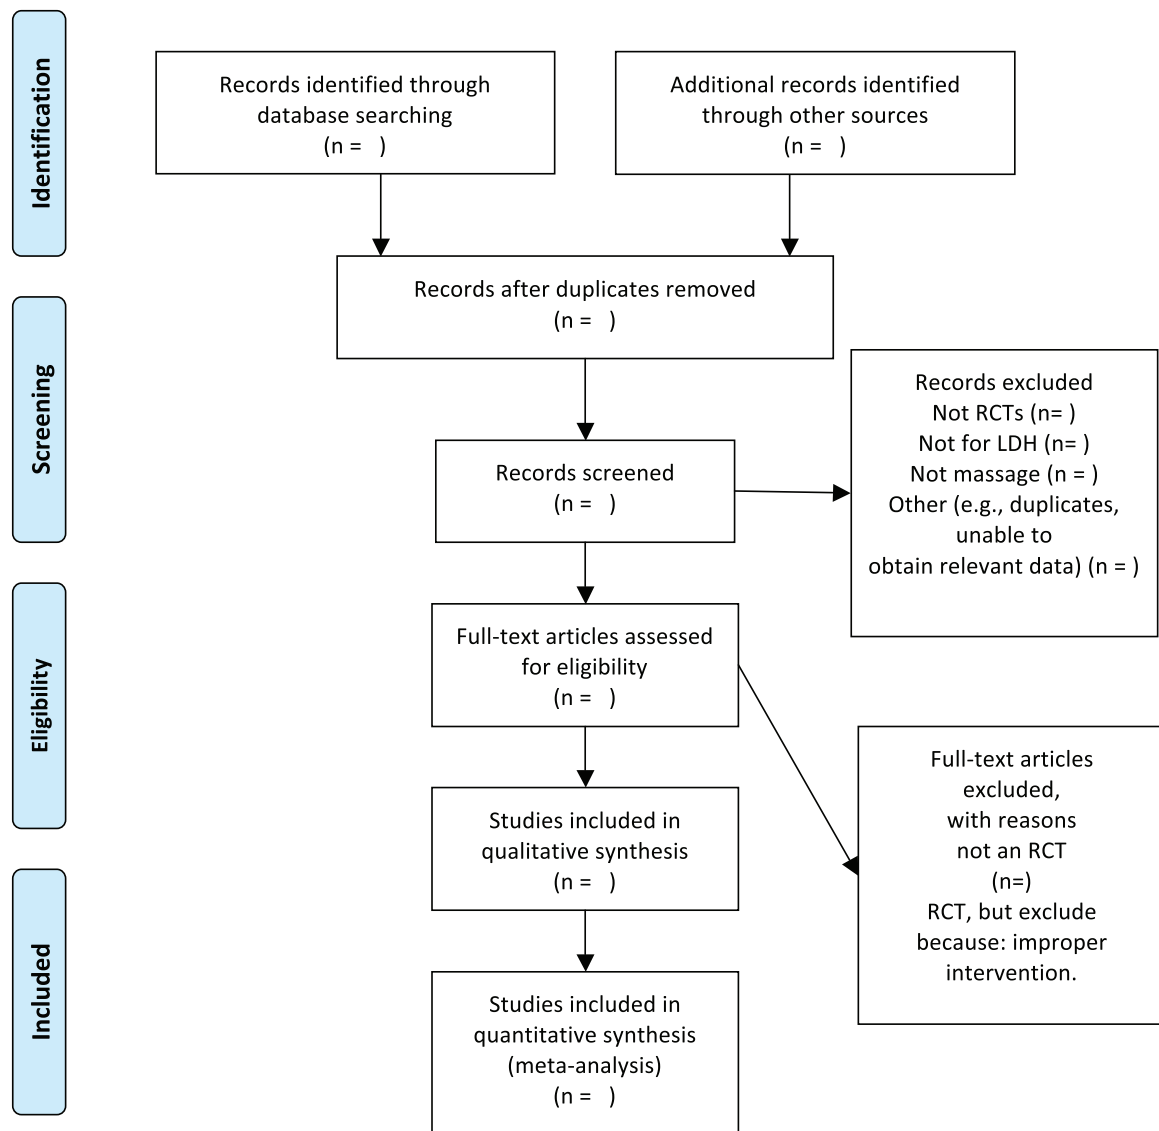 Identification
Records identified through
database searching
(n =   )
Additional records identified
through other sources
(n =   )
Records after duplicates removed
(n =   )
Screening
Records screened
(n =   )
Records excluded
Not RCTs (n= )
Not for LDH (n= )
Not massage (n = )
Other (e.g., duplicates,
unable to
obtain relevant data) (n = )
Eligibility
Full-text articles assessed
for eligibility
(n =   )
Full-text articles
excluded,
with reasons
not an RCT
(n=)
RCT, but exclude
because: improper
intervention.
Studies included in
qualitative synthesis
(n =   )
Included
Studies included in
quantitative synthesis
(meta-analysis)
(n =   )